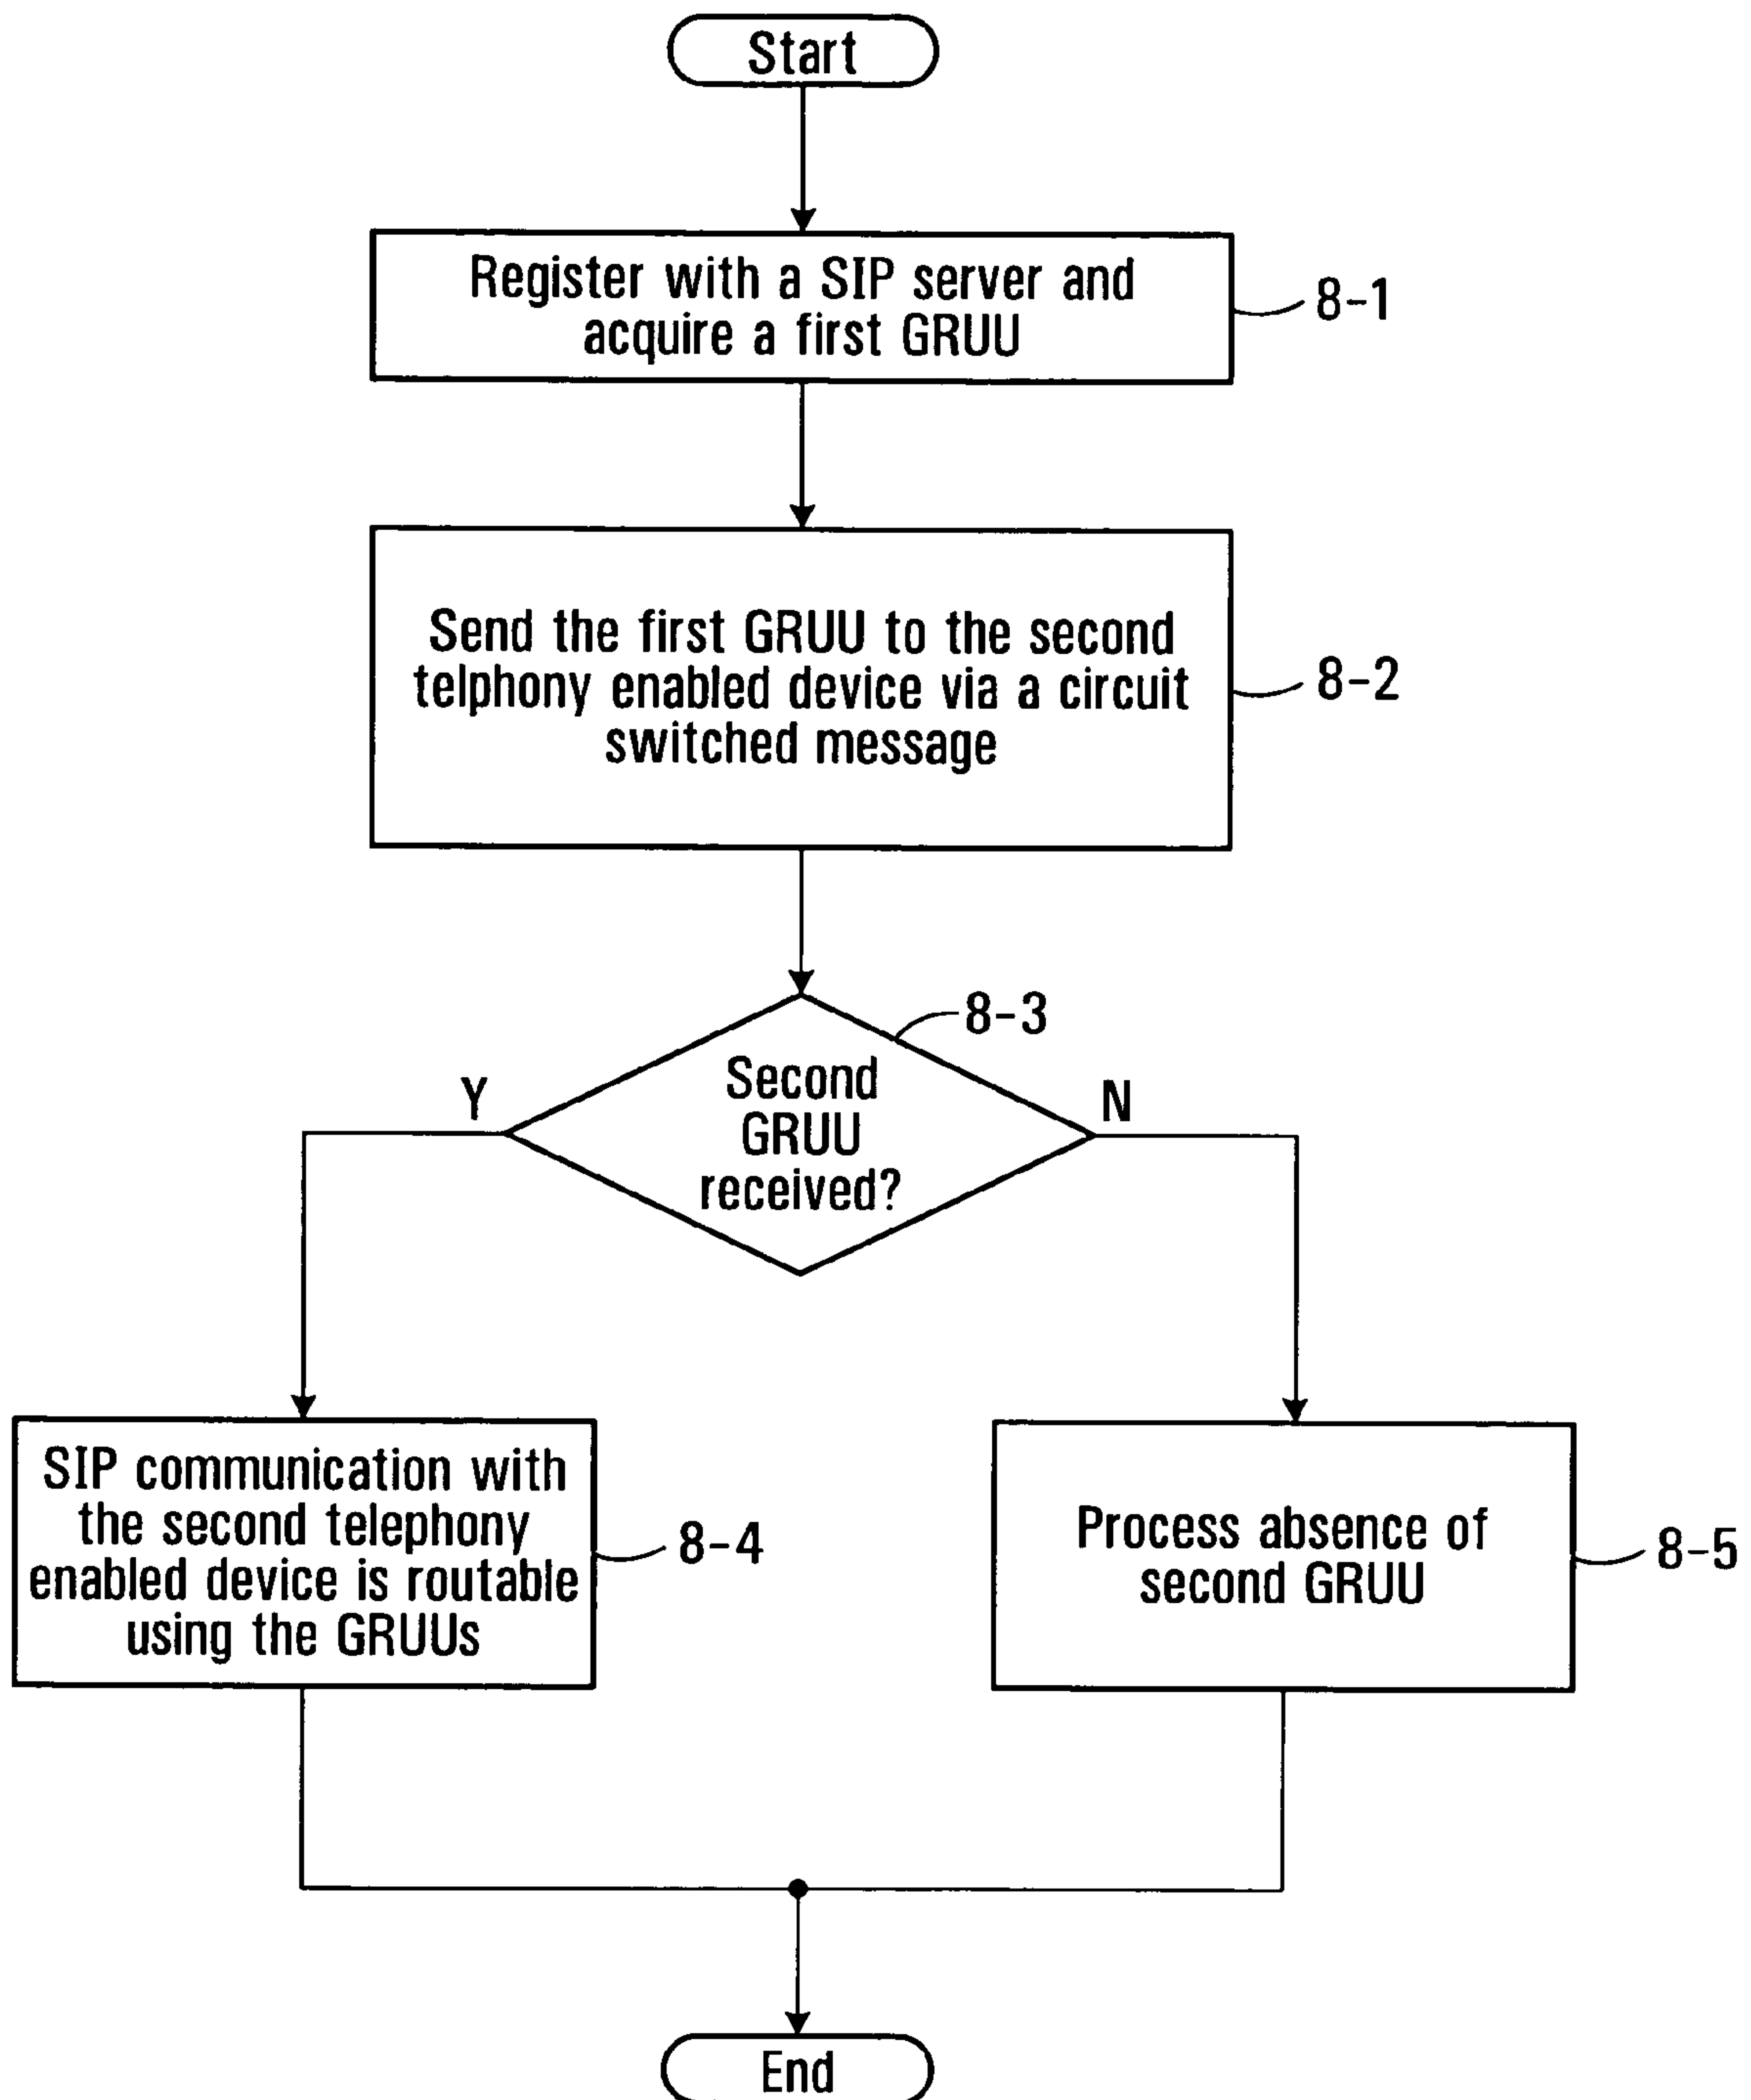 Start
Register with a SIP server and
acquire a first GRUU
8-1
Send the first GRUU to the second
telphony enabled device via a circuit
switched message
8-2
8-3
Second
GRUU
received?
Y
N
SIP communication with
the second telephony
enabled device is routable
using the GRUUs
8-4
Process absence of
second GRUU
8-5
End